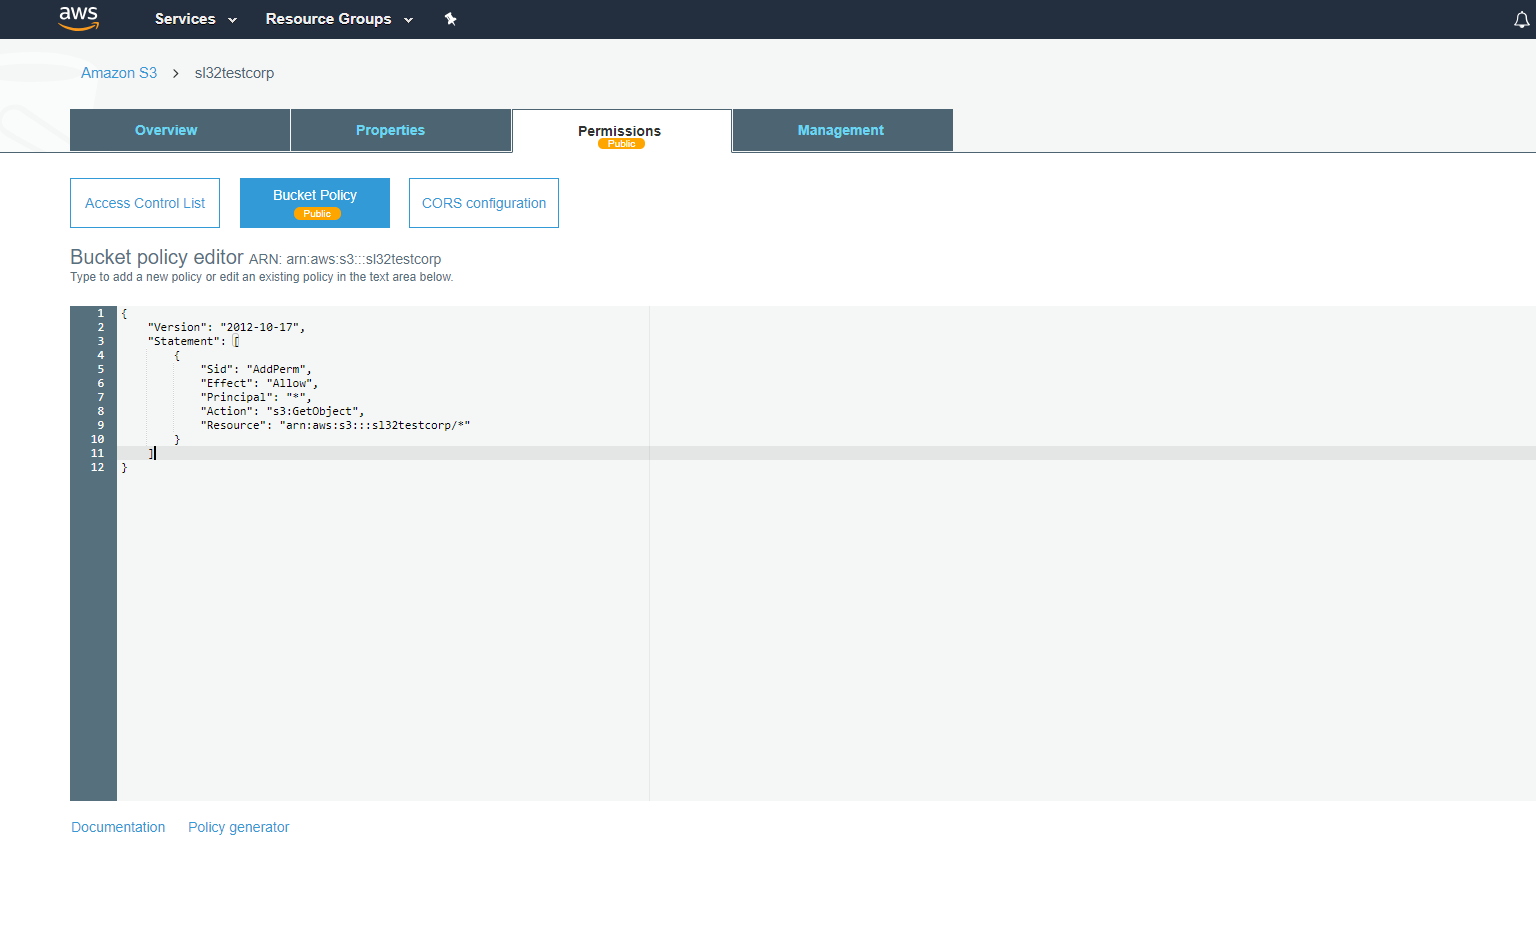 aws Services Resource Groups
Amazon S3 > sl32testcorp
Overview Properties Permissions Management
Public
Access Control List Bucket Policy CORS configuration
Public
Bucket policy editor ARN: arn:aws:s3:::sl32testcorp
Type to add a new policy or edit an existing policy in the text area below.
1 {
2 "Version": "2012-10-17",
3 "Statement": [
4 {
5 "Sid": "AddPerm",
6 "Effect": "Allow",
7 "Principal": "*",
8 "Action": "s3:GetObject",
9 "Resource": "arn:aws:s3:::sl32testcorp/*"
10 }
11 ]
12 }
Documentation Policy generator